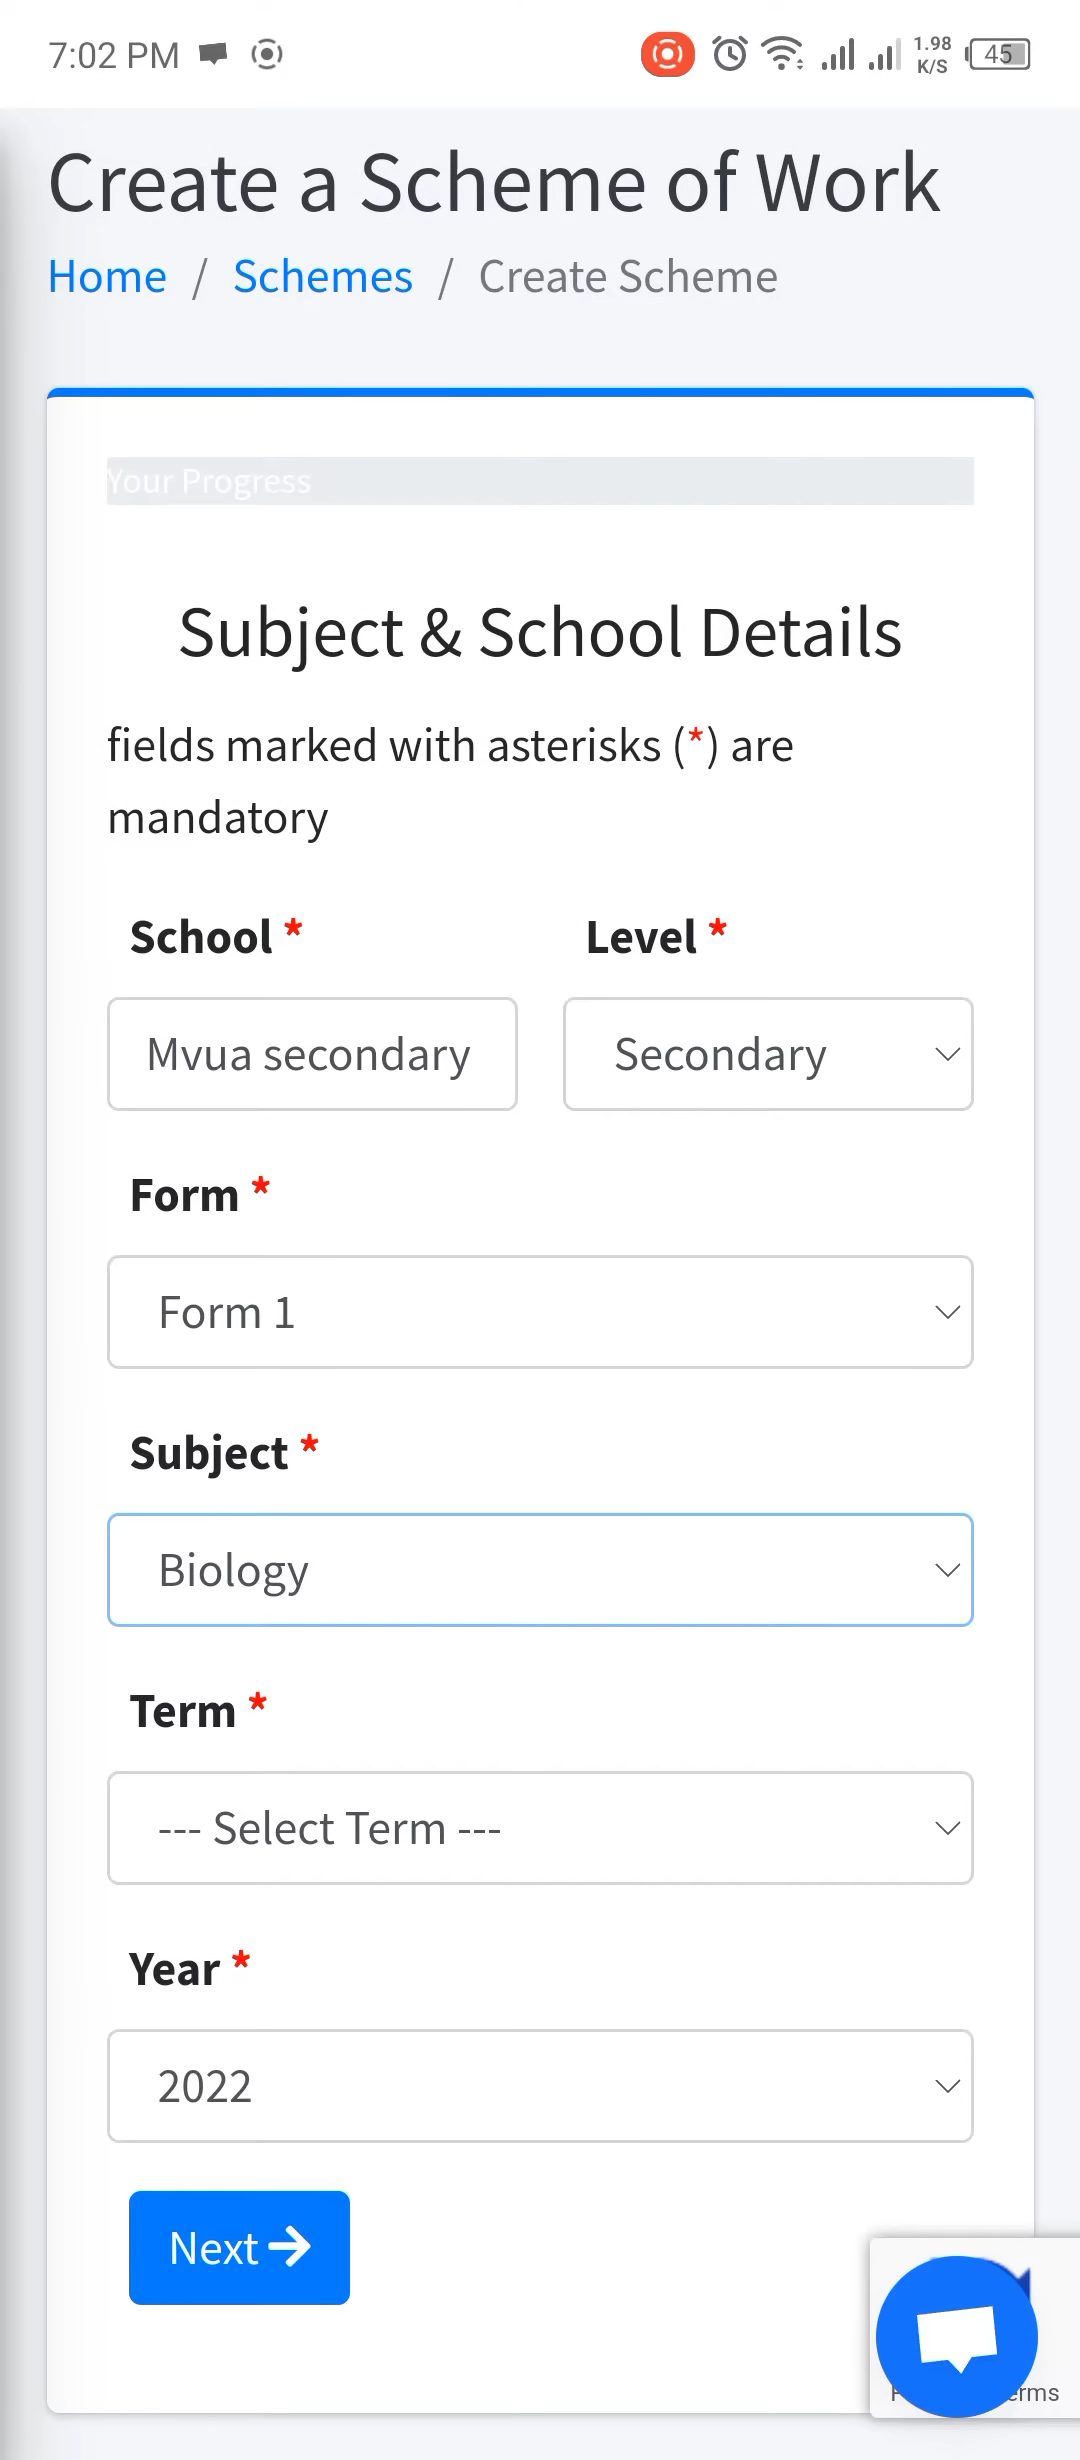 7:02 PM
1.98
K/S
45
Create a Scheme of Work
Home / Schemes / Create Scheme
Your Progress
Subject & School Details
fields marked with asterisks (*) are
mandatory
School * Level *
Mvua secondary Secondary
Form *
Form 1
Subject *
Biology
Term *
--- Select Term ---
Year *
2022
Next